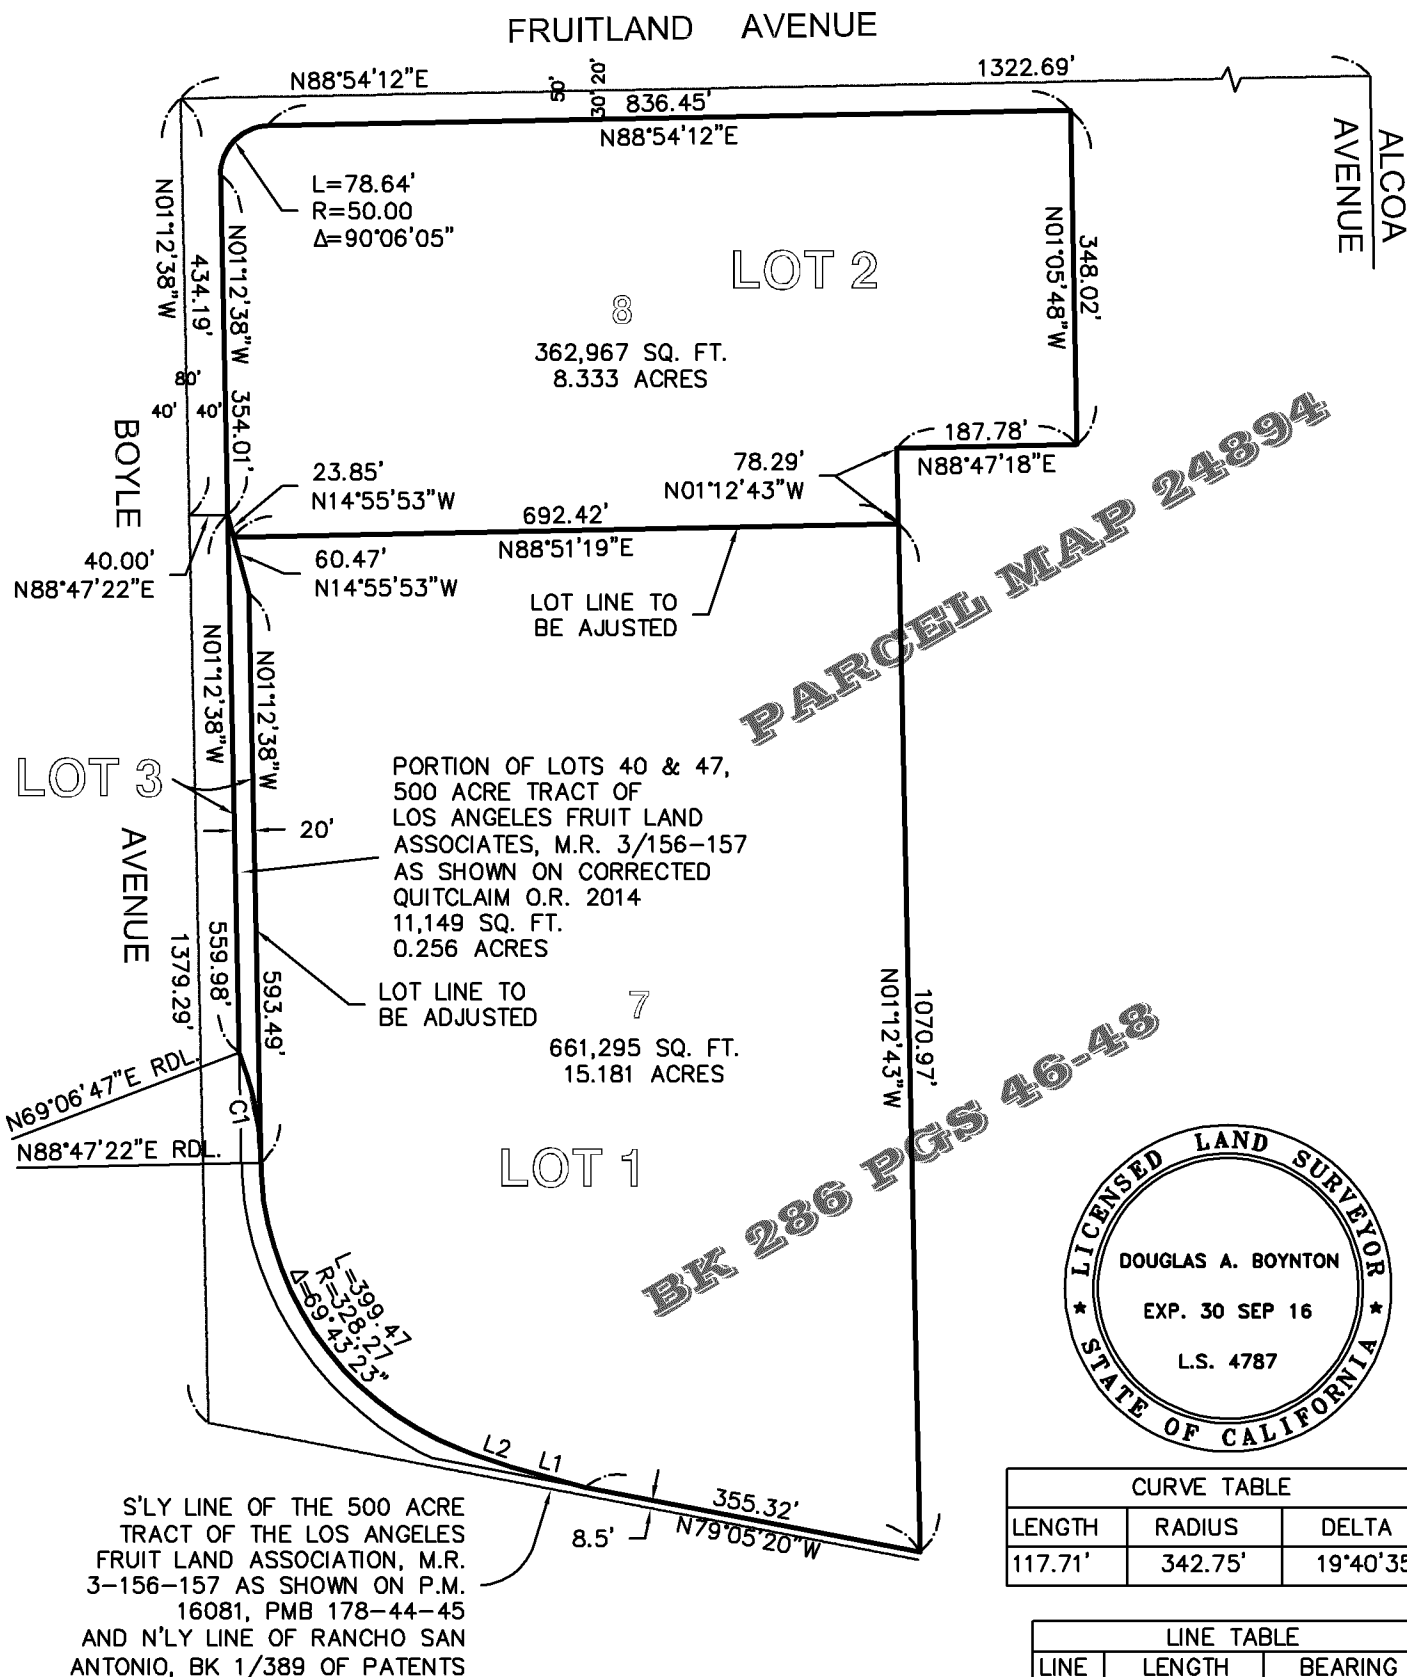 FRUITLAND AVENUE
N88°54'12"E
50'
20'
30'
1322.69'
836.45'
N88°54'12"E
ALCOA
AVENUE
L=78.64'
R=50.00
Δ=90°06'05"
N01°12'38"W
434.19'
N01°12'38"W
354.01'
LOT 2
8
362,967 SQ. FT.
8.333 ACRES
N01°05'48"W
348.02'
80'
40' 40'
BOYLE
AVENUE
23.85'
N14°55'53"W
78.29'
N01°12'43"W
187.78'
N88°47'18"E
692.42'
N88°51'19"E
40.00'
N88°47'22"E
60.47'
N14°55'53"W
LOT LINE TO
BE AJUSTED
PARCEL MAP 24894
N01°12'38"W
N01°12'38"W
LOT 3
20'
PORTION OF LOTS 40 & 47,
500 ACRE TRACT OF
LOS ANGELES FRUIT LAND
ASSOCIATES, M.R. 3/156-157
AS SHOWN ON CORRECTED
QUITCLAIM O.R. 2014
11,149 SQ. FT.
0.256 ACRES
1379.29'
559.98'
593.49'
LOT LINE TO
BE ADJUSTED
7
661,295 SQ. FT.
15.181 ACRES
1070.97'
N01°12'43"W
BK 286 PGS 46-48
N69°06'47"E RDL.
N88°47'22"E RDL.
C1
LOT 1
L=399.47
R=328.27
Δ=69°43'23"
L2
L1
355.32'
N79°05'20"W
8.5'
S'LY LINE OF THE 500 ACRE
TRACT OF THE LOS ANGELES
FRUIT LAND ASSOCIATION, M.R.
3-156-157 AS SHOWN ON P.M.
16081, PMB 178-44-45
AND N'LY LINE OF RANCHO SAN
ANTONIO, BK 1/389 OF PATENTS
LICENSED LAND SURVEYOR
DOUGLAS A. BOYNTON
EXP. 30 SEP 16
L.S. 4787
★ STATE OF CALIFORNIA ★
CURVE TABLE
LENGTH RADIUS DELTA
117.71' 342.75' 19°40'35
LINE TABLE
LINE LENGTH BEARING